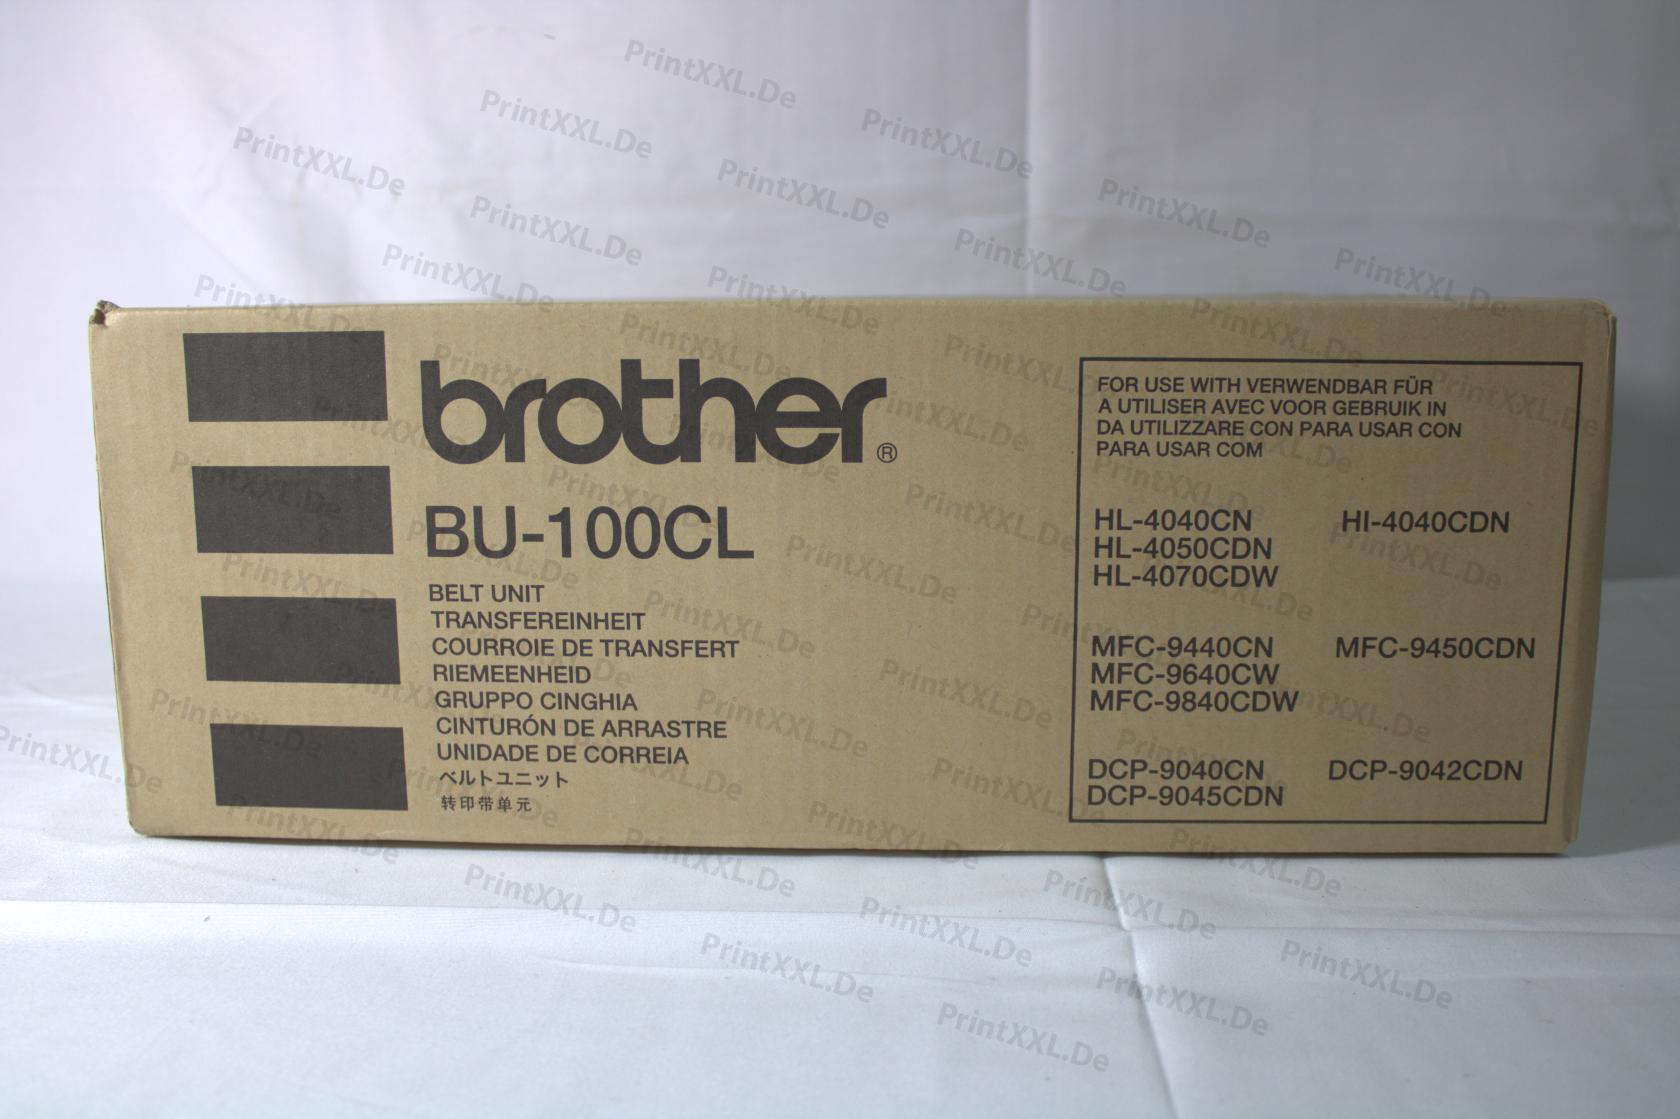 brother®
BU-100CL
BELT UNIT
TRANSFEREINHEIT
COURROIE DE TRANSFERT
RIEMEENHEID
GRUPPO CINGHIA
CINTURÓN DE ARRASTRE
UNIDADE DE CORREIA
ベルトユニット
转印带单元
FOR USE WITH VERWENDBAR FÜR
A UTILISER AVEC VOOR GEBRUIK IN
DA UTILIZZARE CON PARA USAR CON
PARA USAR COM
HL-4040CN HI-4040CDN
HL-4050CDN
HL-4070CDW
MFC-9440CN MFC-9450CDN
MFC-9640CW
MFC-9840CDW
DCP-9040CN DCP-9042CDN
DCP-9045CDN
PrintXXL.De